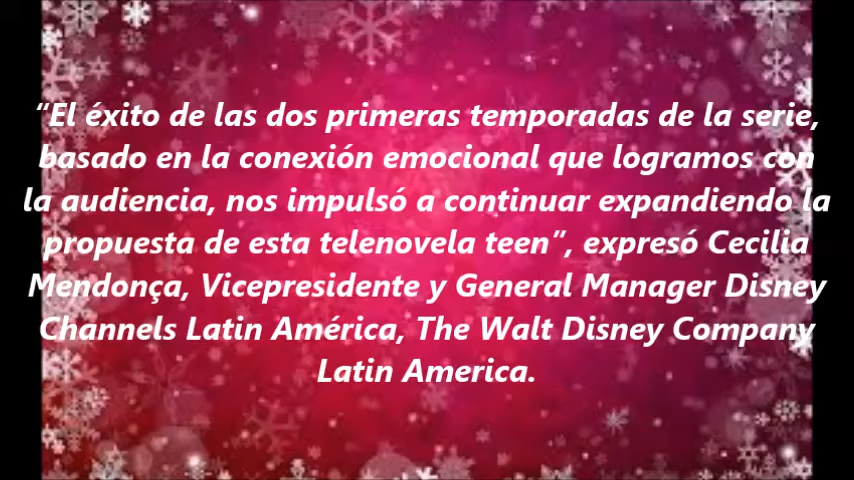 “El éxito de las dos primeras temporadas de la serie,
basado en la conexión emocional que logramos con
la audiencia, nos impulsó a continuar expandiendo la
propuesta de esta telenovela teen”, expresó Cecilia
Mendonça, Vicepresidente y General Manager Disney
Channels Latin América, The Walt Disney Company
Latin America.